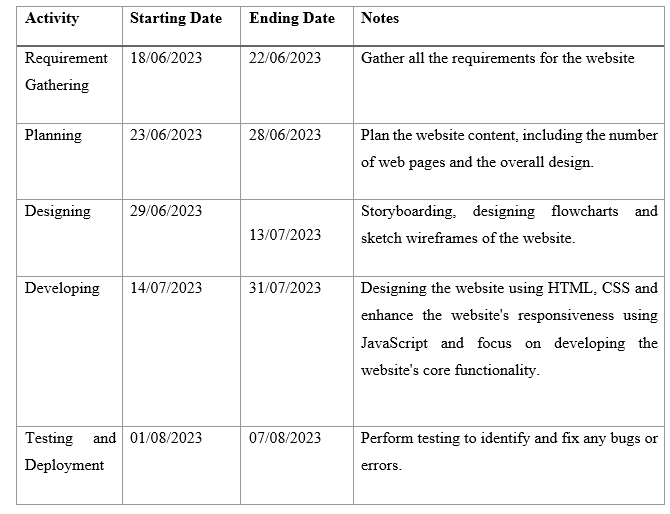 Activity Starting Date Ending Date Notes
Requirement 18/06/2023 22/06/2023 Gather all the requirements for the website
Gathering
Planning 23/06/2023 28/06/2023 Plan the website content, including the number
of web pages and the overall design.
Designing 29/06/2023 Storyboarding, designing flowcharts and
13/07/2023 sketch wireframes of the website.
Developing 14/07/2023 31/07/2023 Designing the website using HTML, CSS and
enhance the website's responsiveness using
JavaScript and focus on developing the
website's core functionality.
Testing and 01/08/2023 07/08/2023 Perform testing to identify and fix any bugs or
Deployment errors.